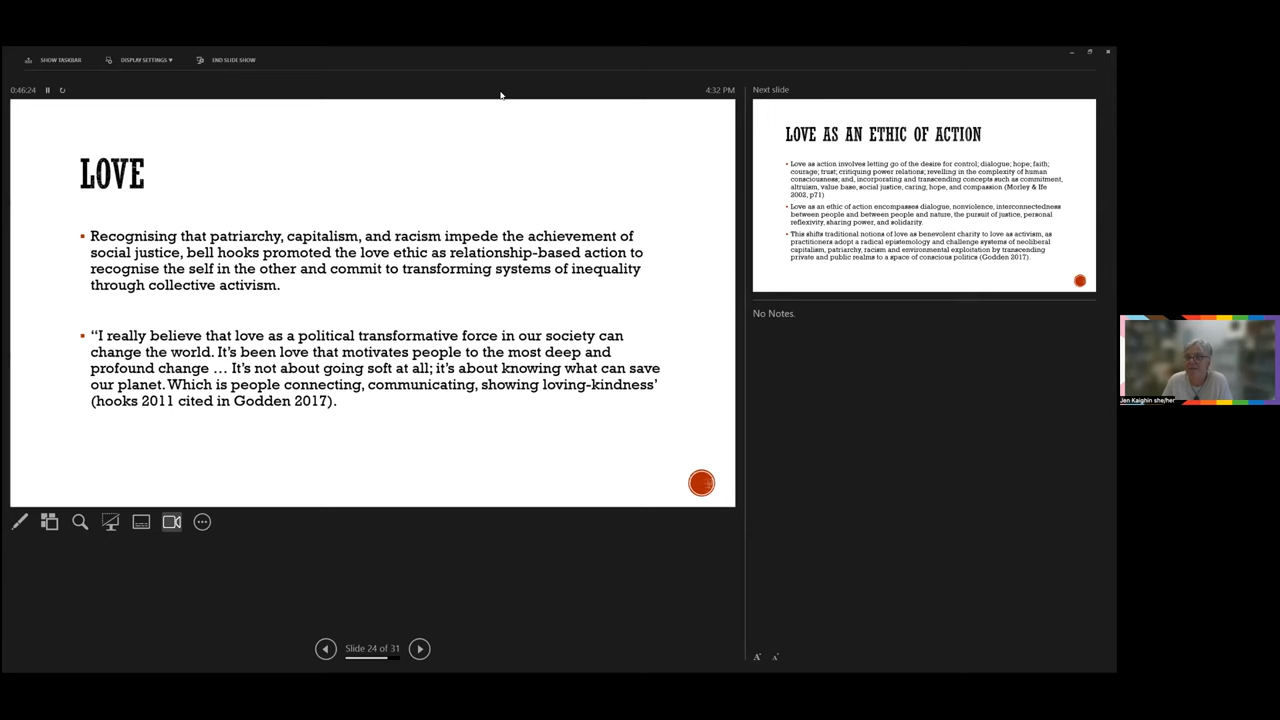 SHOW TASKBAR
DISPLAY SETTINGS ▼
END SLIDE SHOW
0:46:24
4:32 PM
LOVE
▪ Recognising that patriarchy, capitalism, and racism impede the achievement of
social justice, bell hooks promoted the love ethic as relationship-based action to
recognise the self in the other and commit to transforming systems of inequality
through collective activism.
▪ “I really believe that love as a political transformative force in our society can
change the world. It’s been love that motivates people to the most deep and
profound change … It’s not about going soft at all; it’s about knowing what can save
our planet. Which is people connecting, communicating, showing loving-kindness’
(hooks 2011 cited in Godden 2017).
Slide 24 of 31
Next slide
LOVE AS AN ETHIC OF ACTION
▪ Love as action involves letting go of the desire for control; dialogue; hope; faith;
courage; trust; critiquing power relations; revelling in the complexity of human
consciousness; and, incorporating and transcending concepts such as commitment,
altruism, value base, social justice, caring, hope, and compassion (Morley & Ife
2002, p71)
▪ Love as an ethic of action encompasses dialogue, nonviolence, interconnectedness
between people and between people and nature, the pursuit of justice, personal
reflexivity, sharing power, and solidarity.
▪ This shifts traditional notions of love as benevolent charity to love as activism, as
practitioners adopt a radical epistemology and challenge systems of neoliberal
capitalism, patriarchy, racism and environmental exploitation by transcending
private and public realms to a space of conscious politics (Godden 2017).
No Notes.
A A
Jen Kaighin she/her